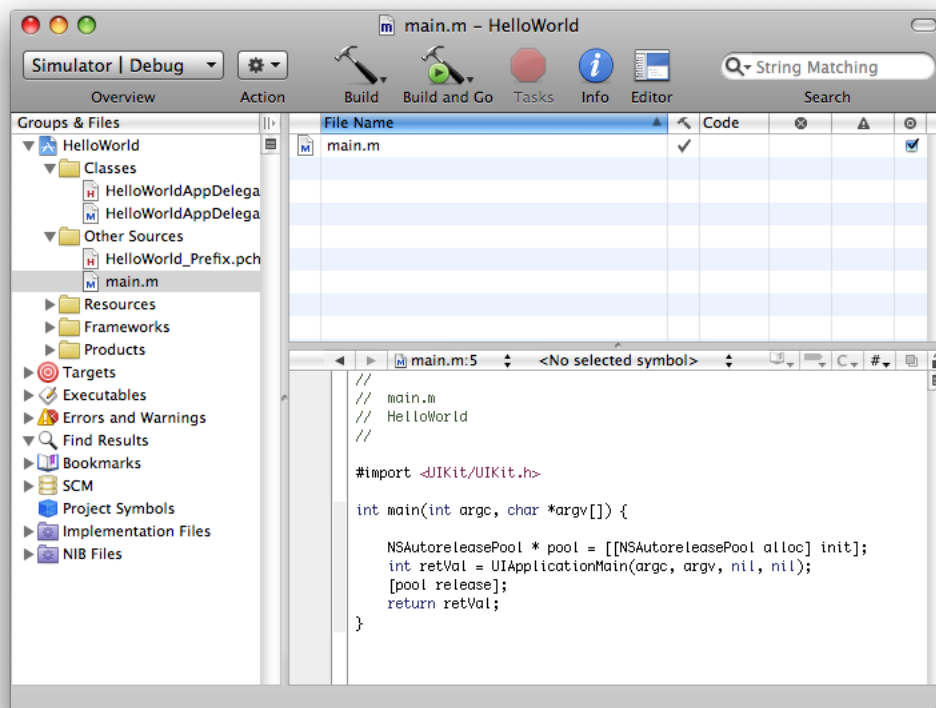 main.m – HelloWorld
Simulator | Debug
String Matching
Overview
Action
Build
Build and Go
Tasks
Info
Editor
Search
Groups & Files
HelloWorld
Classes
HelloWorldAppDelega
HelloWorldAppDelega
Other Sources
HelloWorld_Prefix.pch
main.m
Resources
Frameworks
Products
Targets
Executables
Errors and Warnings
Find Results
Bookmarks
SCM
Project Symbols
Implementation Files
NIB Files
File Name
Code
main.m
main.m:5
<No selected symbol>
C
#
//
//  main.m
//  HelloWorld
//
#import <UIKit/UIKit.h>
int main(int argc, char *argv[]) {
    NSAutoreleasePool * pool = [[NSAutoreleasePool alloc] init];
    int retVal = UIApplicationMain(argc, argv, nil, nil);
    [pool release];
    return retVal;
}